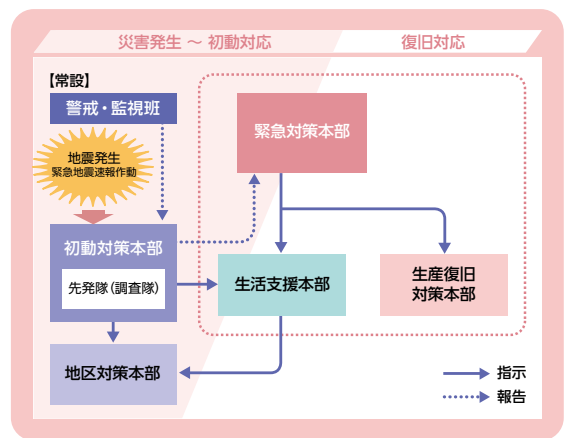 災害発生 ～ 初動対応
復旧対応
【常設】
警戒・監視班
地震発生
緊急地震速報作動
緊急対策本部
初動対策本部
先発隊（調査隊）
生活支援本部
生産復旧
対策本部
地区対策本部
指示
報告